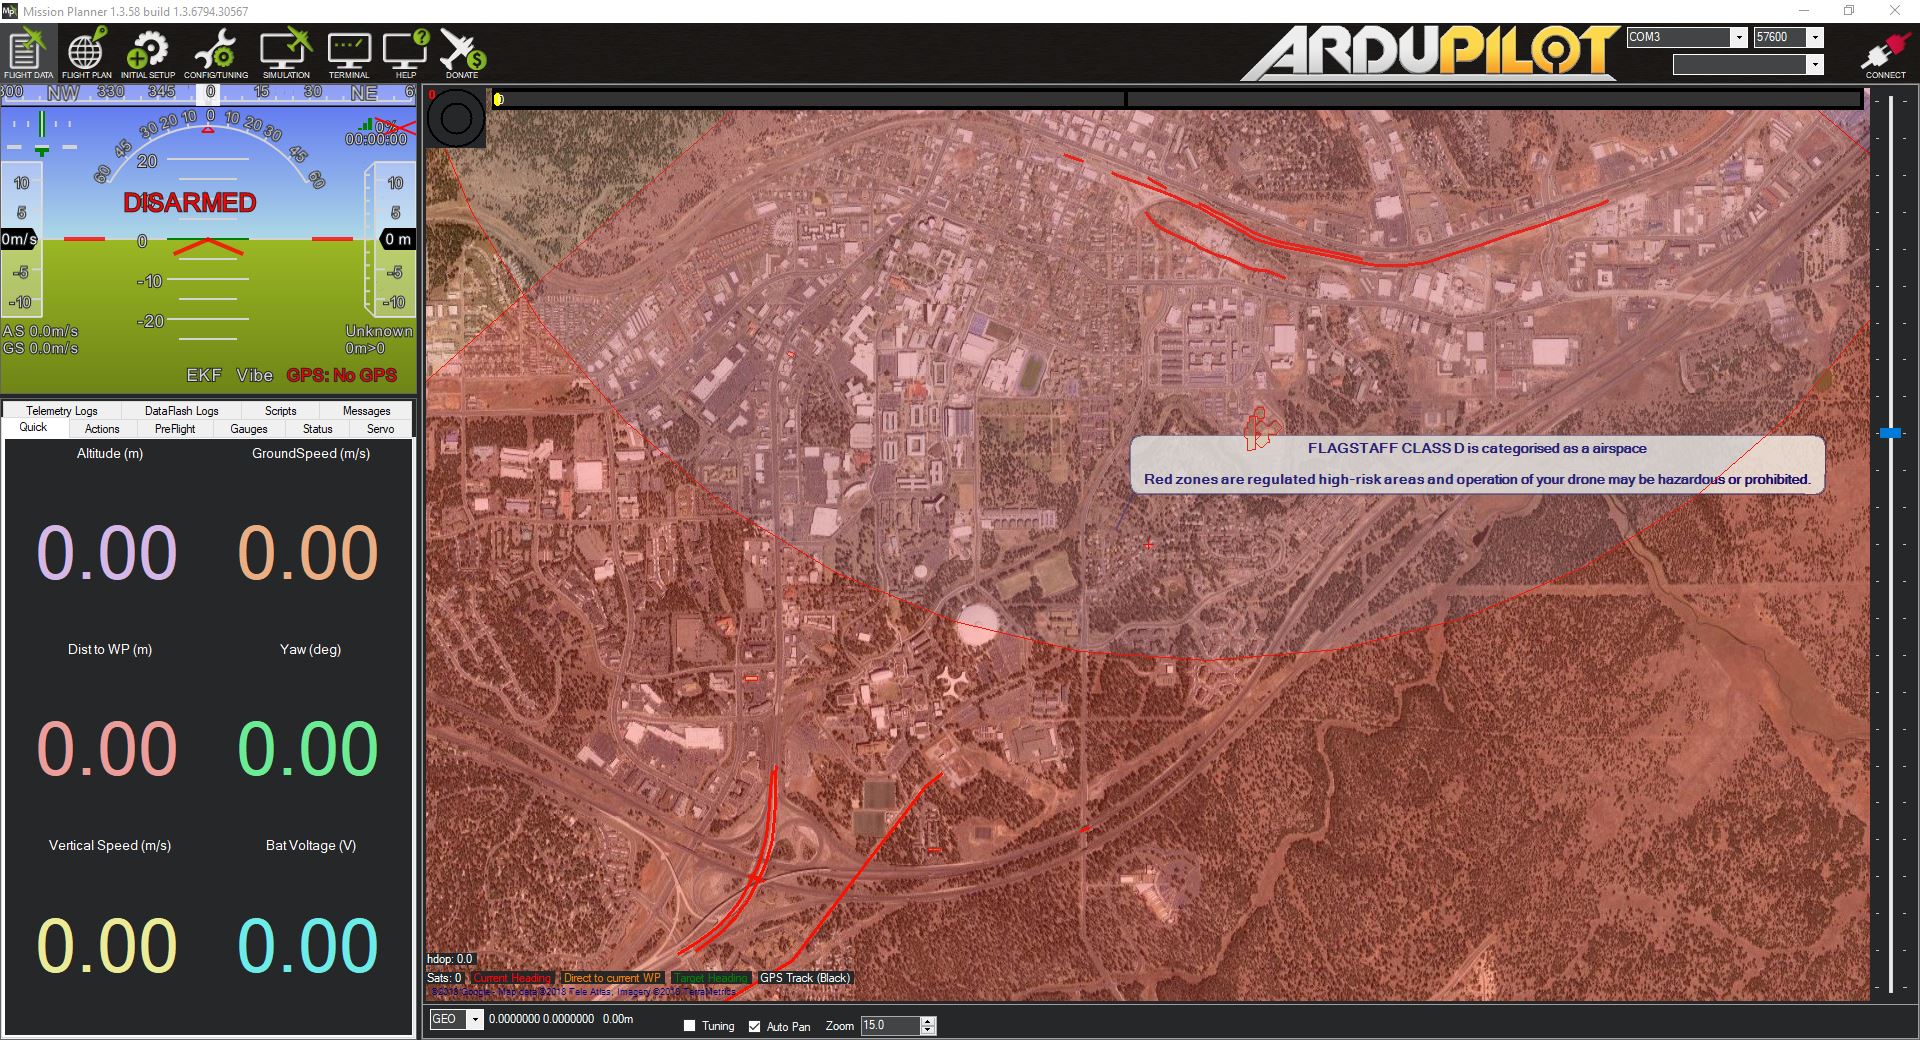 Mission Planner 1.3.58 build 1.3.6794.30567
FLIGHT DATA
FLIGHT PLAN
INITIAL SETUP
CONFIG/TUNING
SIMULATION
TERMINAL
HELP
DONATE
ARDUPILOT
COM3
57600
CONNECT
300 NW 330 345 0 15 30 NE 6
60 45 30 20 10 0 10 20 30 45 60
0%
00:00:00
20
10
5
0m/s
-5
-10
DISARMED
0
-10
-20
10
5
0 m
-5
-10
AS 0.0m/s
GS 0.0m/s
Unknown
0m>0
EKF Vibe GPS: No GPS
Telemetry Logs DataFlash Logs Scripts Messages
Quick Actions PreFlight Gauges Status Servo
Altitude (m) GroundSpeed (m/s)
0.00 0.00
Dist to WP (m) Yaw (deg)
0.00 0.00
Vertical Speed (m/s) Bat Voltage (V)
0.00 0.00
0
0
FLAGSTAFF CLASS D is categorised as a airspace
Red zones are regulated high-risk areas and operation of your drone may be hazardous or prohibited.
hdop: 0.0
Sats: 0 Current Heading Direct to current WP Target Heading GPS Track (Black)
©2018 Google - Map data ©2018 Tele Atlas, Imagery ©2018 TerraMetrics
GEO 0.0000000 0.0000000 0.00m
Tuning Auto Pan Zoom 15.0